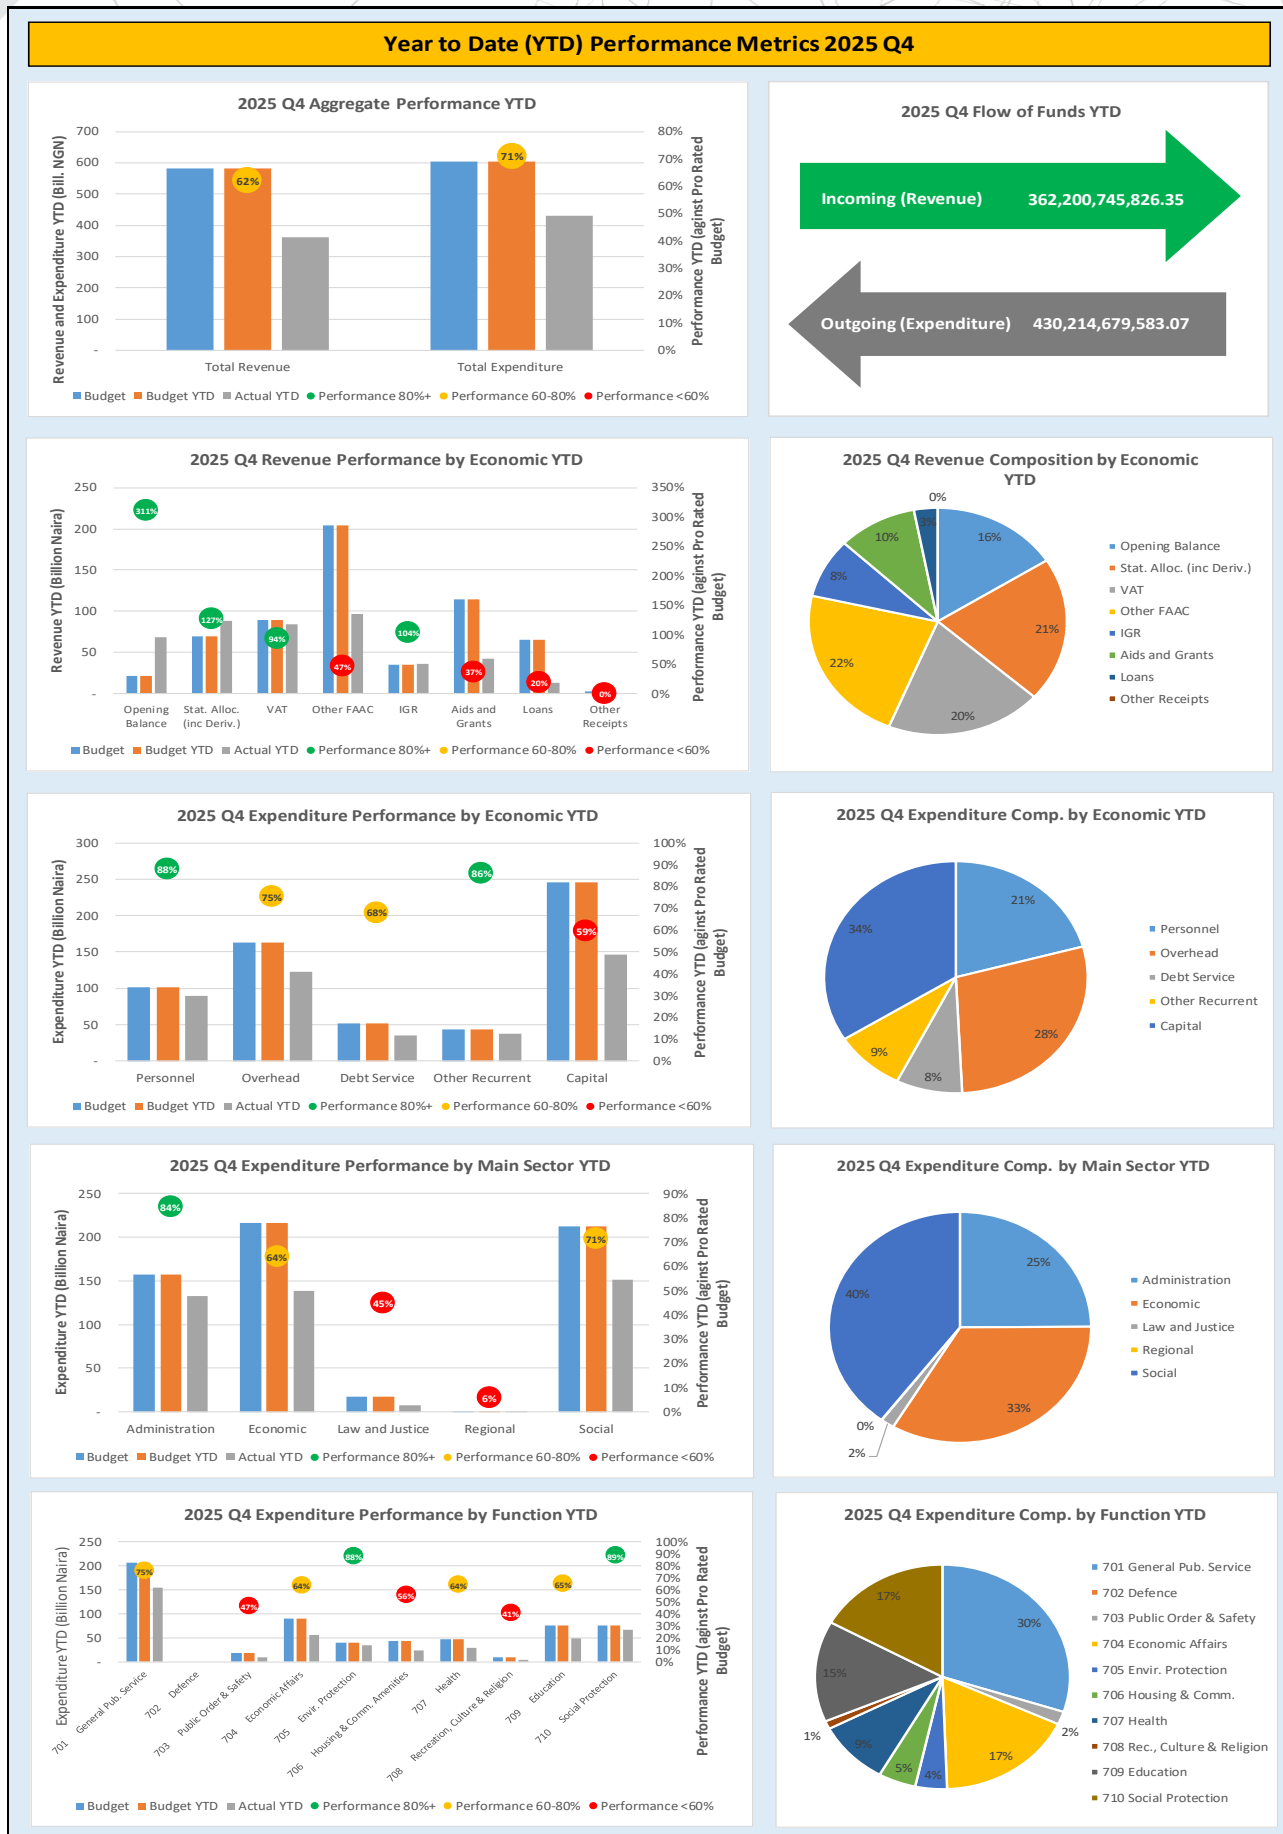 Year to Date (YTD) Performance Metrics 2025 Q4
2025 Q4 Aggregate Performance YTD
Revenue and Expenditure YTD (Bill. NGN)
700
600
500
400
300
200
100
-
62%
71%
80%
70%
60%
50%
40%
30%
20%
10%
0%
Performance YTD (aginst Pro Rated
Budget)
Total Revenue
Total Expenditure
Budget
Budget YTD
Actual YTD
Performance 80%+
Performance 60-80%
Performance <60%
2025 Q4 Flow of Funds YTD
Incoming (Revenue) 362,200,745,826.35
Outgoing (Expenditure) 430,214,679,583.07
2025 Q4 Revenue Performance by Economic YTD
Revenue YTD (Billion Naira)
250
200
150
100
50
-
311%
127%
94%
47%
104%
37%
20%
0%
350%
300%
250%
200%
150%
100%
50%
0%
Performance YTD (aginst Pro Rated
Budget)
Opening
Balance
Stat. Alloc.
(inc Deriv.)
VAT
Other FAAC
IGR
Aids and
Grants
Loans
Other
Receipts
Budget
Budget YTD
Actual YTD
Performance 80%+
Performance 60-80%
Performance <60%
2025 Q4 Revenue Composition by Economic
YTD
0%
3%
16%
10%
8%
21%
22%
20%
Opening Balance
Stat. Alloc. (inc Deriv.)
VAT
Other FAAC
IGR
Aids and Grants
Loans
Other Receipts
2025 Q4 Expenditure Performance by Economic YTD
Expenditure YTD (Billion Naira)
300
250
200
150
100
50
-
88%
75%
68%
86%
59%
100%
90%
80%
70%
60%
50%
40%
30%
20%
10%
0%
Performance YTD (aginst Pro Rated
Budget)
Personnel
Overhead
Debt Service
Other Recurrent
Capital
Budget
Budget YTD
Actual YTD
Performance 80%+
Performance 60-80%
Performance <60%
2025 Q4 Expenditure Comp. by Economic YTD
21%
34%
28%
9%
8%
Personnel
Overhead
Debt Service
Other Recurrent
Capital
2025 Q4 Expenditure Performance by Main Sector YTD
Expenditure YTD (Billion Naira)
250
200
150
100
50
-
84%
64%
45%
6%
71%
90%
80%
70%
60%
50%
40%
30%
20%
10%
0%
Performance YTD (aginst Pro Rated
Budget)
Administration
Economic
Law and Justice
Regional
Social
Budget
Budget YTD
Actual YTD
Performance 80%+
Performance 60-80%
Performance <60%
2025 Q4 Expenditure Comp. by Main Sector YTD
25%
40%
33%
0%
2%
Administration
Economic
Law and Justice
Regional
Social
2025 Q4 Expenditure Performance by Function YTD
Expenditure YTD (Billion Naira)
250
200
150
100
50
-
75%
47%
64%
88%
56%
64%
41%
65%
89%
100%
90%
80%
70%
60%
50%
40%
30%
20%
10%
0%
Performance YTD (aginst Pro Rated
Budget)
701 General Pub. Service
702 Defence
703 Public Order & Safety
704 Economic Affairs
705 Envir. Protection
706 Housing & Comm. Amenities
707 Health
708 Recreation, Culture & Religion
709 Education
710 Social Protection
Budget
Budget YTD
Actual YTD
Performance 80%+
Performance 60-80%
Performance <60%
2025 Q4 Expenditure Comp. by Function YTD
17%
30%
15%
2%
1%
9%
5%
4%
17%
701 General Pub. Service
702 Defence
703 Public Order & Safety
704 Economic Affairs
705 Envir. Protection
706 Housing & Comm.
707 Health
708 Rec., Culture & Religion
709 Education
710 Social Protection